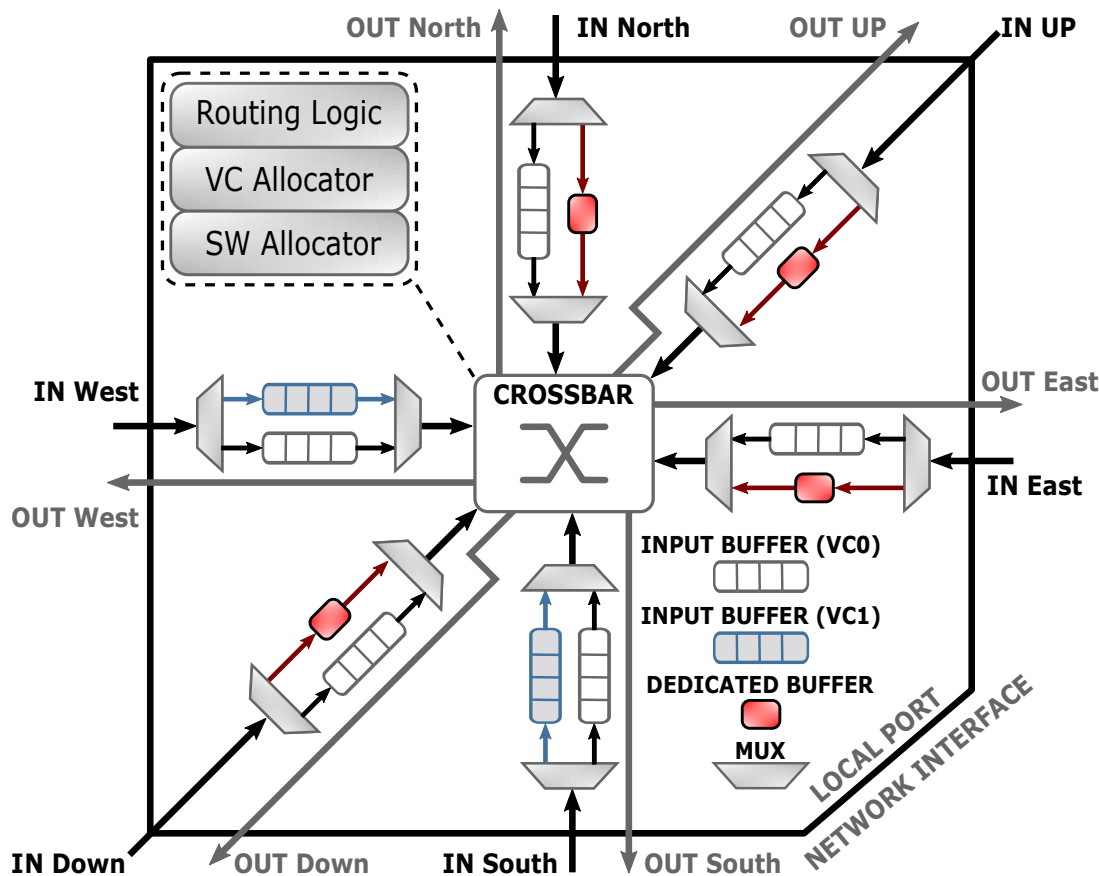 OUT North
IN North
OUT UP
IN UP
Routing Logic
VC Allocator
SW Allocator
IN West
CROSSBAR
OUT East
OUT West
IN East
INPUT BUFFER (VC0)
INPUT BUFFER (VC1)
DEDICATED BUFFER
MUX
LOCAL PORT
NETWORK INTERFACE
IN Down
OUT Down
IN South
OUT South